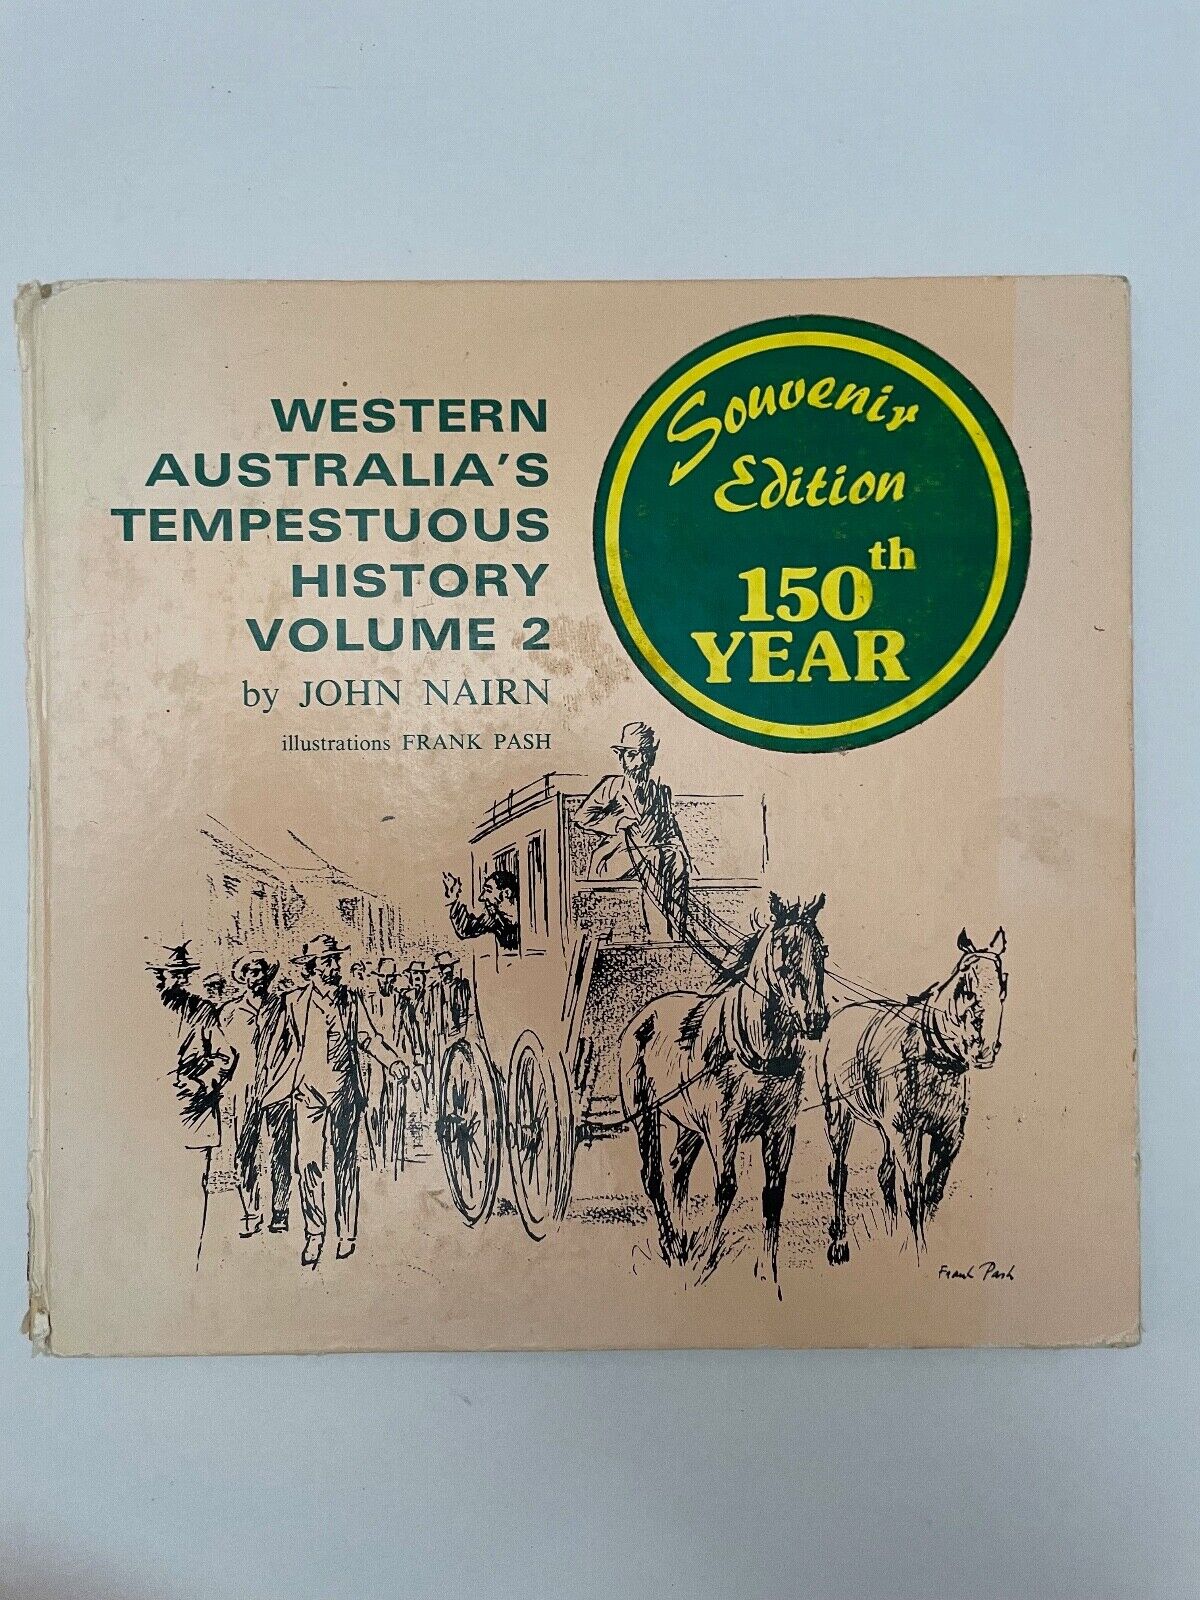 WESTERN
AUSTRALIA'S
TEMPESTUOUS
HISTORY
VOLUME 2
by JOHN NAIRN
illustrations FRANK PASH
Souvenir
Edition
150th
YEAR
Frank Pash